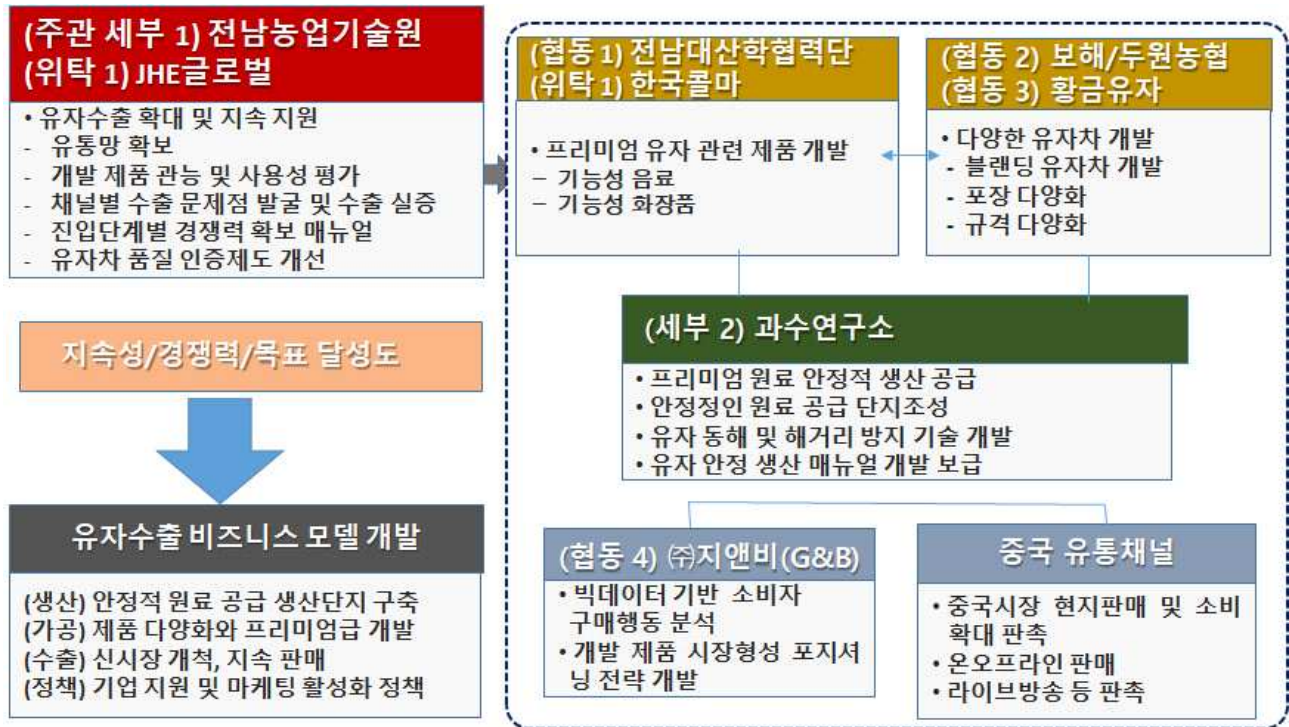 (주관 세부 1) 전남농업기술원
(위탁 1) JHE글로벌
• 유자수출 확대 및 지속 지원
- 유통망 확보
- 개발 제품 관능 및 사용성 평가
- 채널별 수출 문제점 발굴 및 수출 실증
- 진입단계별 경쟁력 확보 매뉴얼
- 유자차 품질 인증제도 개선
(협동 1) 전남대산학협력단
(위탁 1) 한국콜마
• 프리미엄 유자 관련 제품 개발
– 기능성 음료
– 기능성 화장품
(협동 2) 보해/두원농협
(협동 3) 황금유자
• 다양한 유자차 개발
- 블랜딩 유자차 개발
- 포장 다양화
- 규격 다양화
(세부 2) 과수연구소
• 프리미엄 원료 안정적 생산 공급
• 안정정인 원료 공급 단지조성
• 유자 동해 및 해거리 방지 기술 개발
• 유자 안정 생산 매뉴얼 개발 보급
지속성/경쟁력/목표 달성도
유자수출 비즈니스 모델 개발
(생산) 안정적 원료 공급 생산단지 구축
(가공) 제품 다양화와 프리미엄급 개발
(수출) 신시장 개척, 지속 판매
(정책) 기업 지원 및 마케팅 활성화 정책
(협동 4) ㈜지앤비(G&B)
• 빅데이터 기반 소비자
구매행동 분석
• 개발 제품 시장형성 포지셔
닝 전략 개발
중국 유통채널
• 중국시장 현지판매 및 소비
확대 판촉
• 온오프라인 판매
• 라이브방송 등 판촉